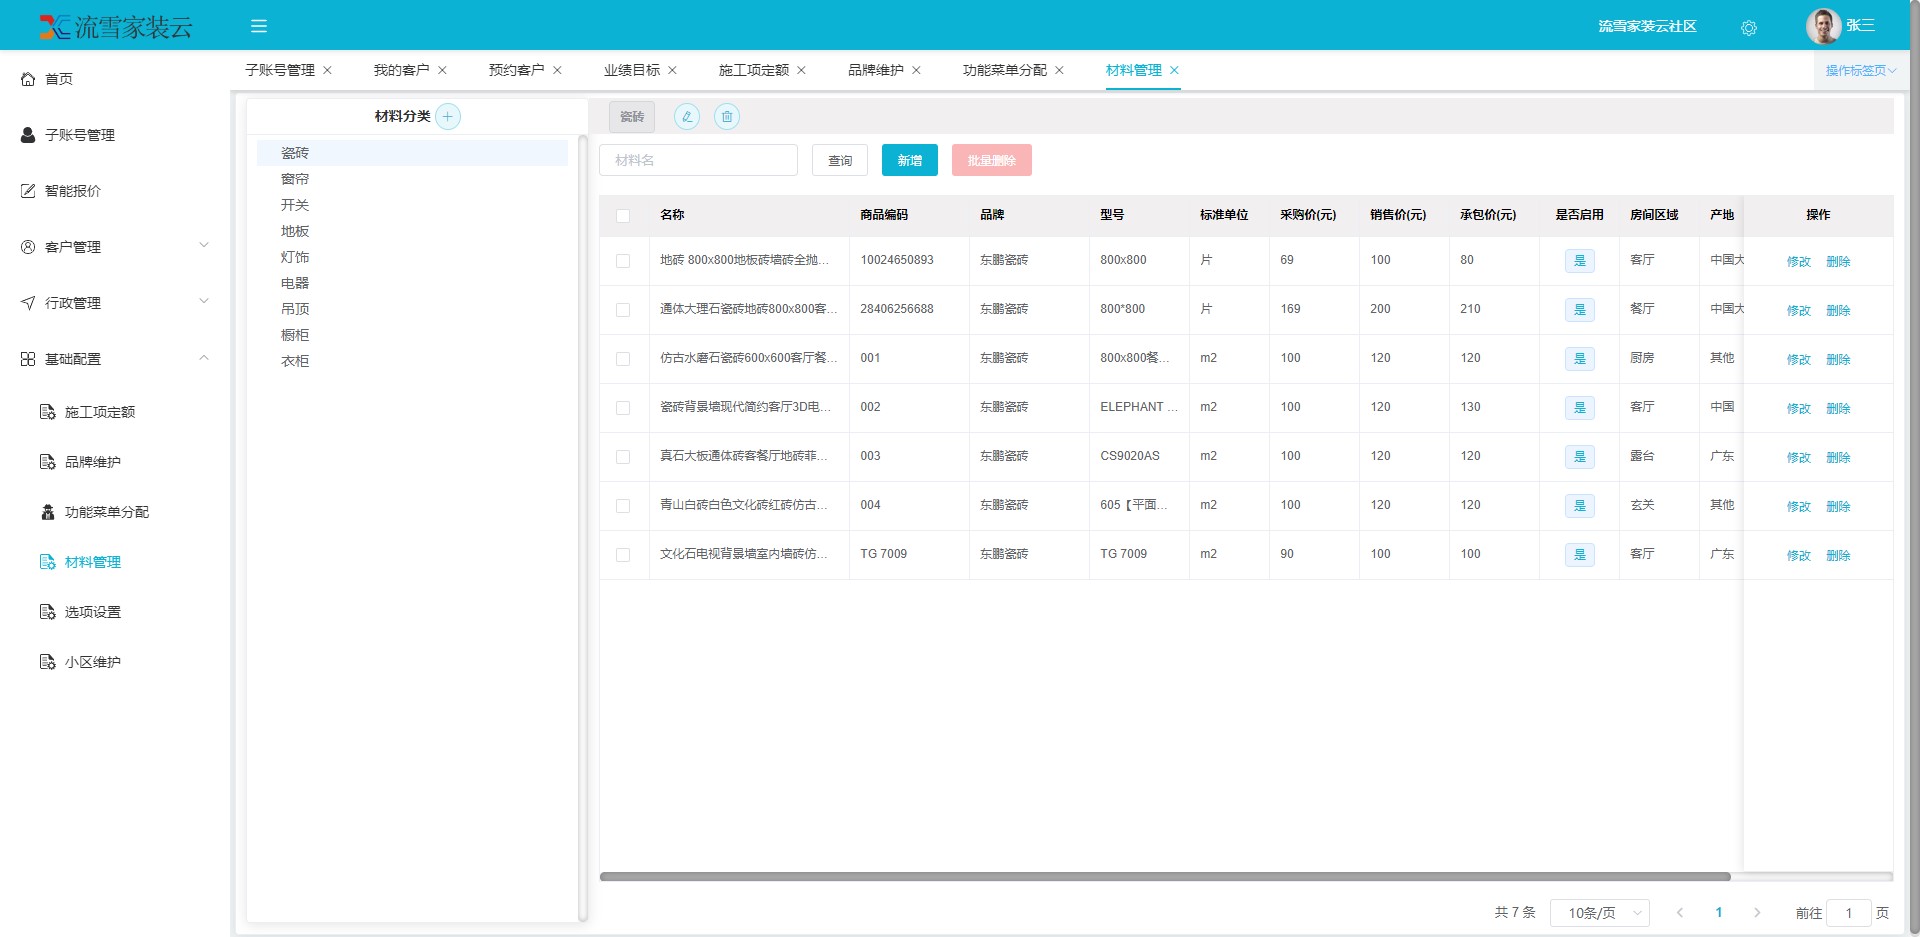 流雪家装云
流雪家装云社区
张三
首页
子账号管理
智能报价
客户管理
行政管理
基础配置
施工项定额
品牌维护
功能菜单分配
材料管理
选项设置
小区维护
子账号管理 我的客户 预约客户 业绩目标 施工项定额 品牌维护 功能菜单分配 材料管理 操作标签页
材料分类
瓷砖
窗帘
开关
地板
灯饰
电器
吊顶
橱柜
衣柜
瓷砖
材料名 查询 新增 批量删除
名称 商品编码 品牌 型号 标准单位 采购价(元) 销售价(元) 承包价(元) 是否启用 房间区域 产地 操作
地砖 800x800地板砖墙砖全抛... 10024650893 东鹏瓷砖 800x800 片 69 100 80 是 客厅 中国大 修改 删除
通体大理石瓷砖地砖800x800客... 28406256688 东鹏瓷砖 800*800 片 169 200 210 是 餐厅 中国大 修改 删除
仿古水磨石瓷砖600x600客厅餐... 001 东鹏瓷砖 800x800餐... m2 100 120 120 是 厨房 其他 修改 删除
瓷砖背景墙现代简约客厅3D电... 002 东鹏瓷砖 ELEPHANT ... m2 100 120 130 是 客厅 中国 修改 删除
真石大板通体砖客餐厅地砖菲... 003 东鹏瓷砖 CS9020AS m2 100 120 120 是 露台 广东 修改 删除
青山白砖白色文化砖红砖仿古... 004 东鹏瓷砖 605【平面... m2 100 120 120 是 玄关 其他 修改 删除
文化石电视背景墙室内墙砖仿... TG 7009 东鹏瓷砖 TG 7009 m2 90 100 100 是 客厅 广东 修改 删除
共 7 条 10条/页 1 前往 1 页